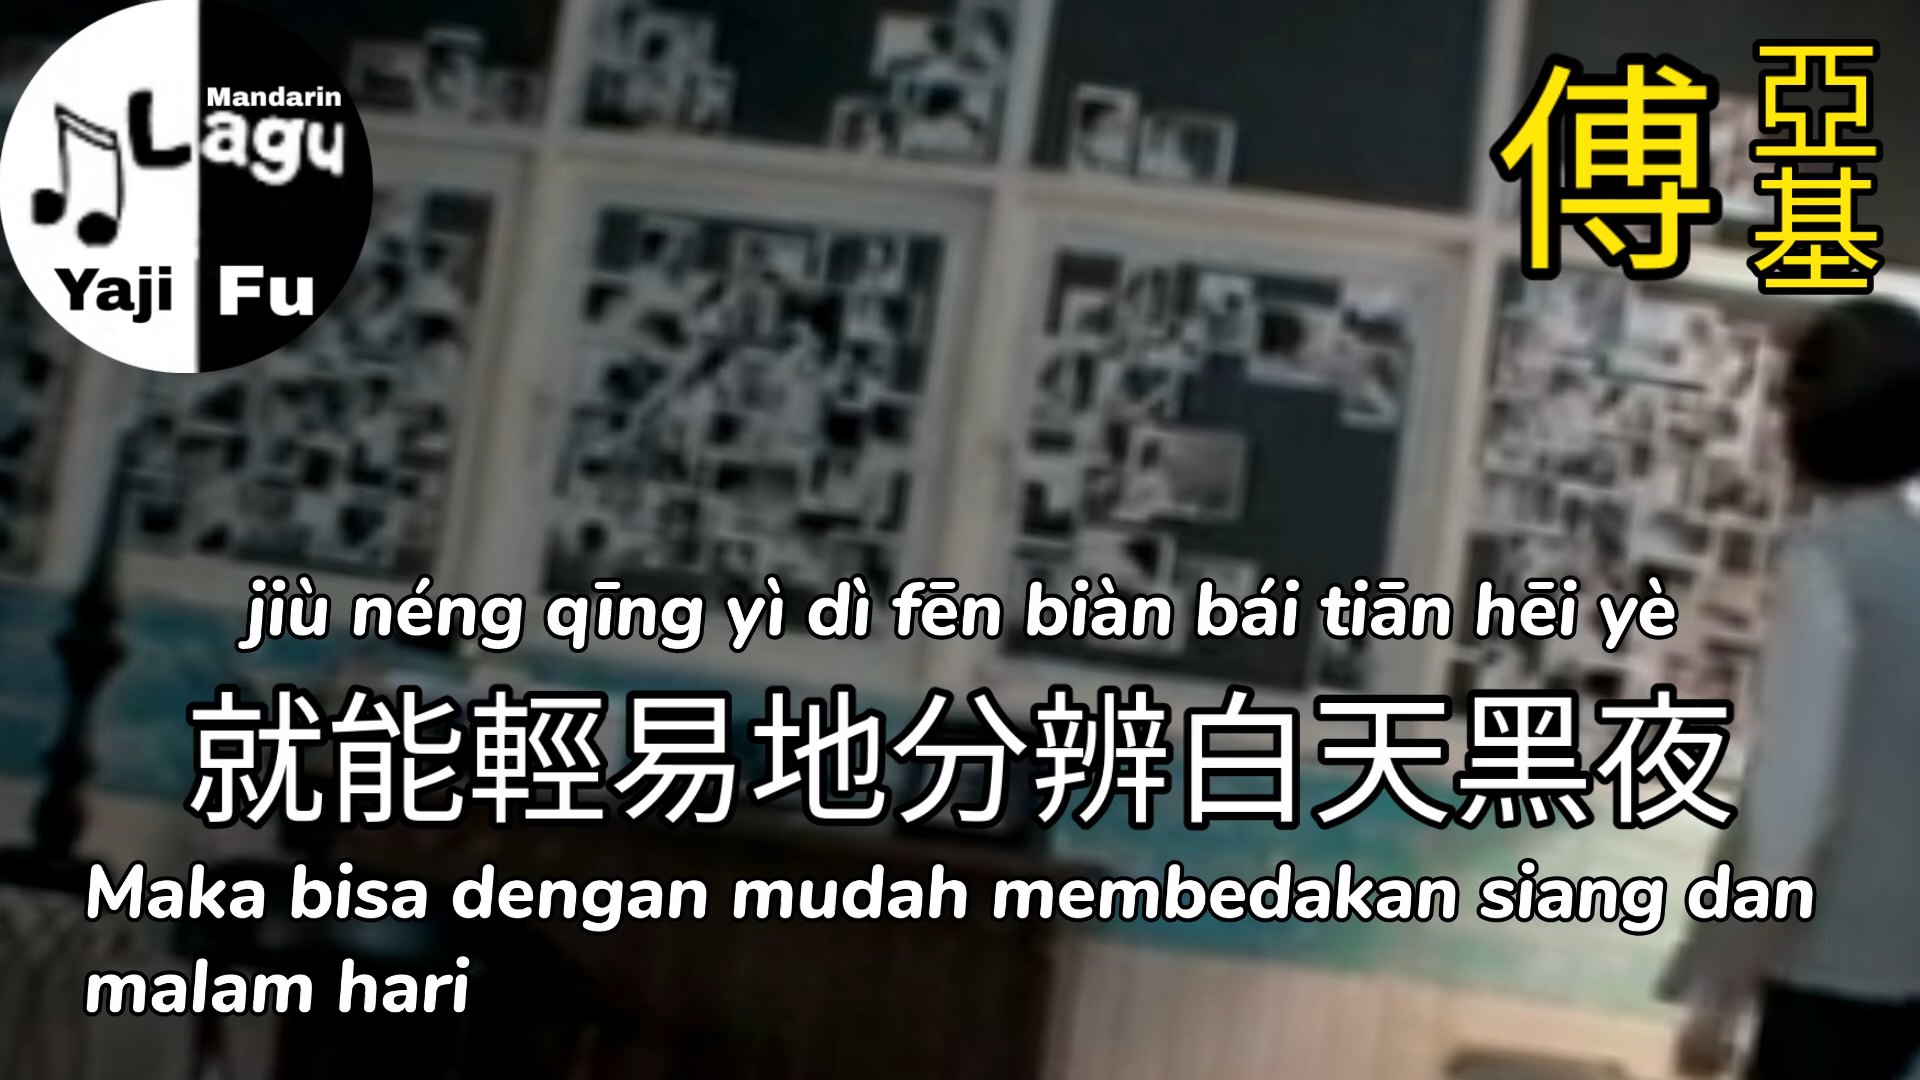 Mandarin
Lagu
Yaji Fu
傅
亞基
jiù néng qīng yì dì fēn biàn bái tiān hēi yè
就能輕易地分辨白天黑夜
Maka bisa dengan mudah membedakan siang dan
malam hari